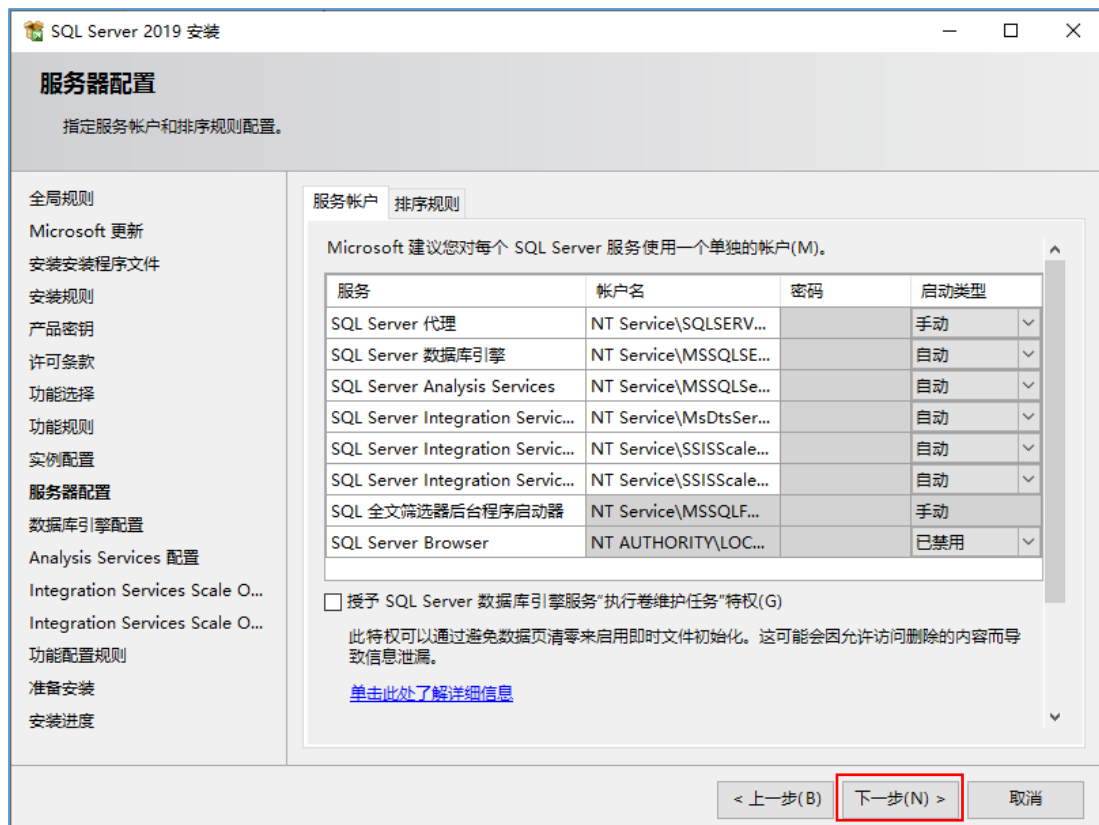 SQL Server 2019 安装
服务器配置
指定服务帐户和排序规则配置。
全局规则
Microsoft 更新
安装安装程序文件
安装规则
产品密钥
许可条款
功能选择
功能规则
实例配置
服务器配置
数据库引擎配置
Analysis Services 配置
Integration Services Scale O...
Integration Services Scale O...
功能配置规则
准备安装
安装进度
服务帐户 排序规则
Microsoft 建议您对每个 SQL Server 服务使用一个单独的帐户(M)。
服务 帐户名 密码 启动类型
SQL Server 代理 NT Service\SQLSERV... 手动
SQL Server 数据库引擎 NT Service\MSSQLSE... 自动
SQL Server Analysis Services NT Service\MSSQLSe... 自动
SQL Server Integration Servic... NT Service\MsDtsSer... 自动
SQL Server Integration Servic... NT Service\SSISScale... 自动
SQL Server Integration Servic... NT Service\SSISScale... 自动
SQL 全文筛选器后台程序启动器 NT Service\MSSQLF... 手动
SQL Server Browser NT AUTHORITY\LOC... 已禁用
授予 SQL Server 数据库引擎服务“执行卷维护任务”特权(G)
此特权可以通过避免数据页清零来启用即时文件初始化。这可能会因允许访问删除的内容而导
致信息泄漏。
单击此处了解详细信息
< 上一步(B) 下一步(N) > 取消